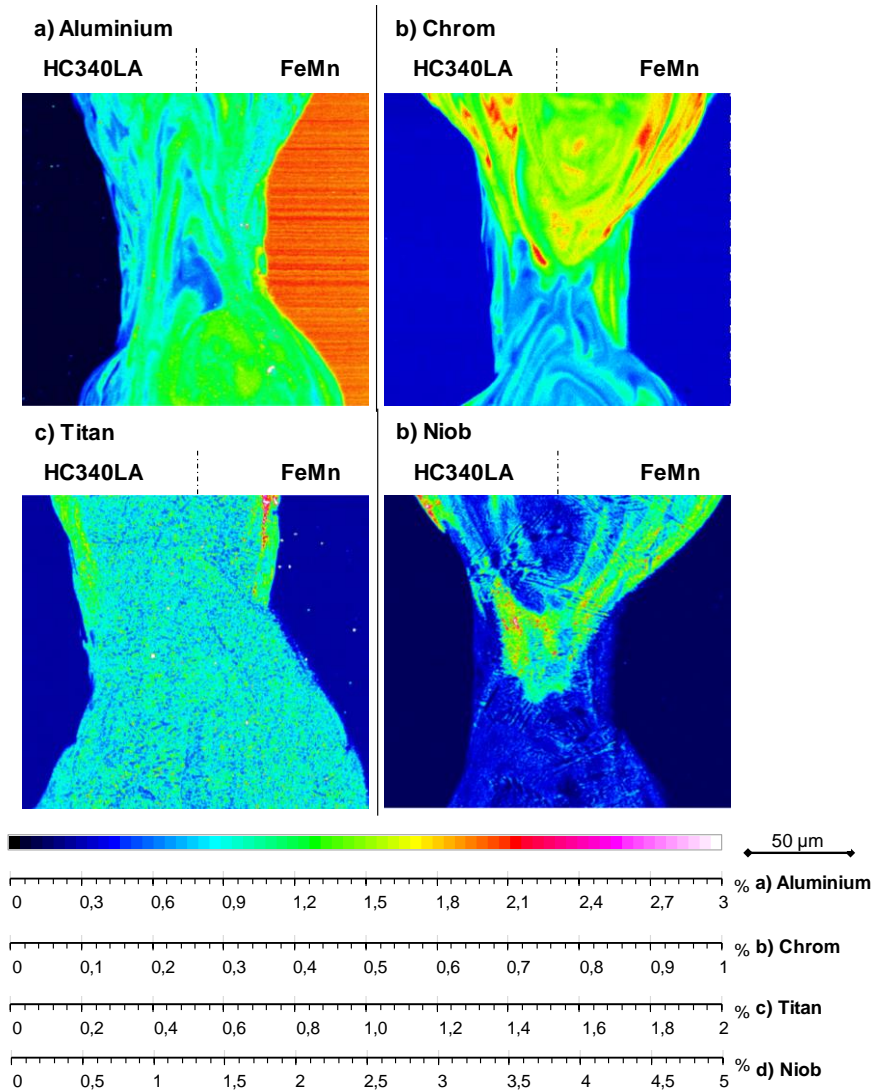 a) Aluminium
HC340LA FeMn
b) Chrom
HC340LA FeMn
c) Titan
HC340LA FeMn
b) Niob
HC340LA FeMn
50 µm
0 0,3 0,6 0,9 1,2 1,5 1,8 2,1 2,4 2,7 3 % a) Aluminium
0 0,1 0,2 0,3 0,4 0,5 0,6 0,7 0,8 0,9 1 % b) Chrom
0 0,2 0,4 0,6 0,8 1,0 1,2 1,4 1,6 1,8 2 % c) Titan
0 0,5 1 1,5 2 2,5 3 3,5 4 4,5 5 % d) Niob